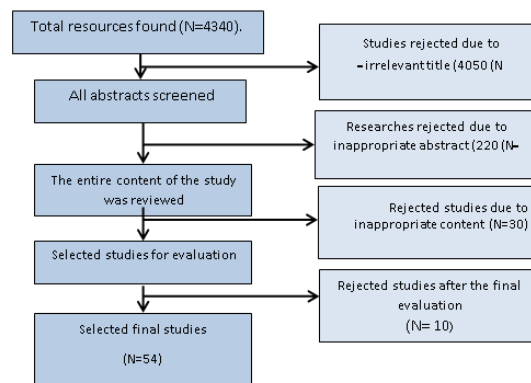 Total resources found (N=4340).
Studies rejected due to
–irrelevant title (4050 (N
All abstracts screened
Researches rejected due to
inappropriate abstract (220 (N–
The entire content of the study
was reviewed
Rejected studies due to
inappropriate content (N=30)
Selected studies for evaluation
Rejected studies after the final
evaluation
(N= 10)
Selected final studies
(N=54)